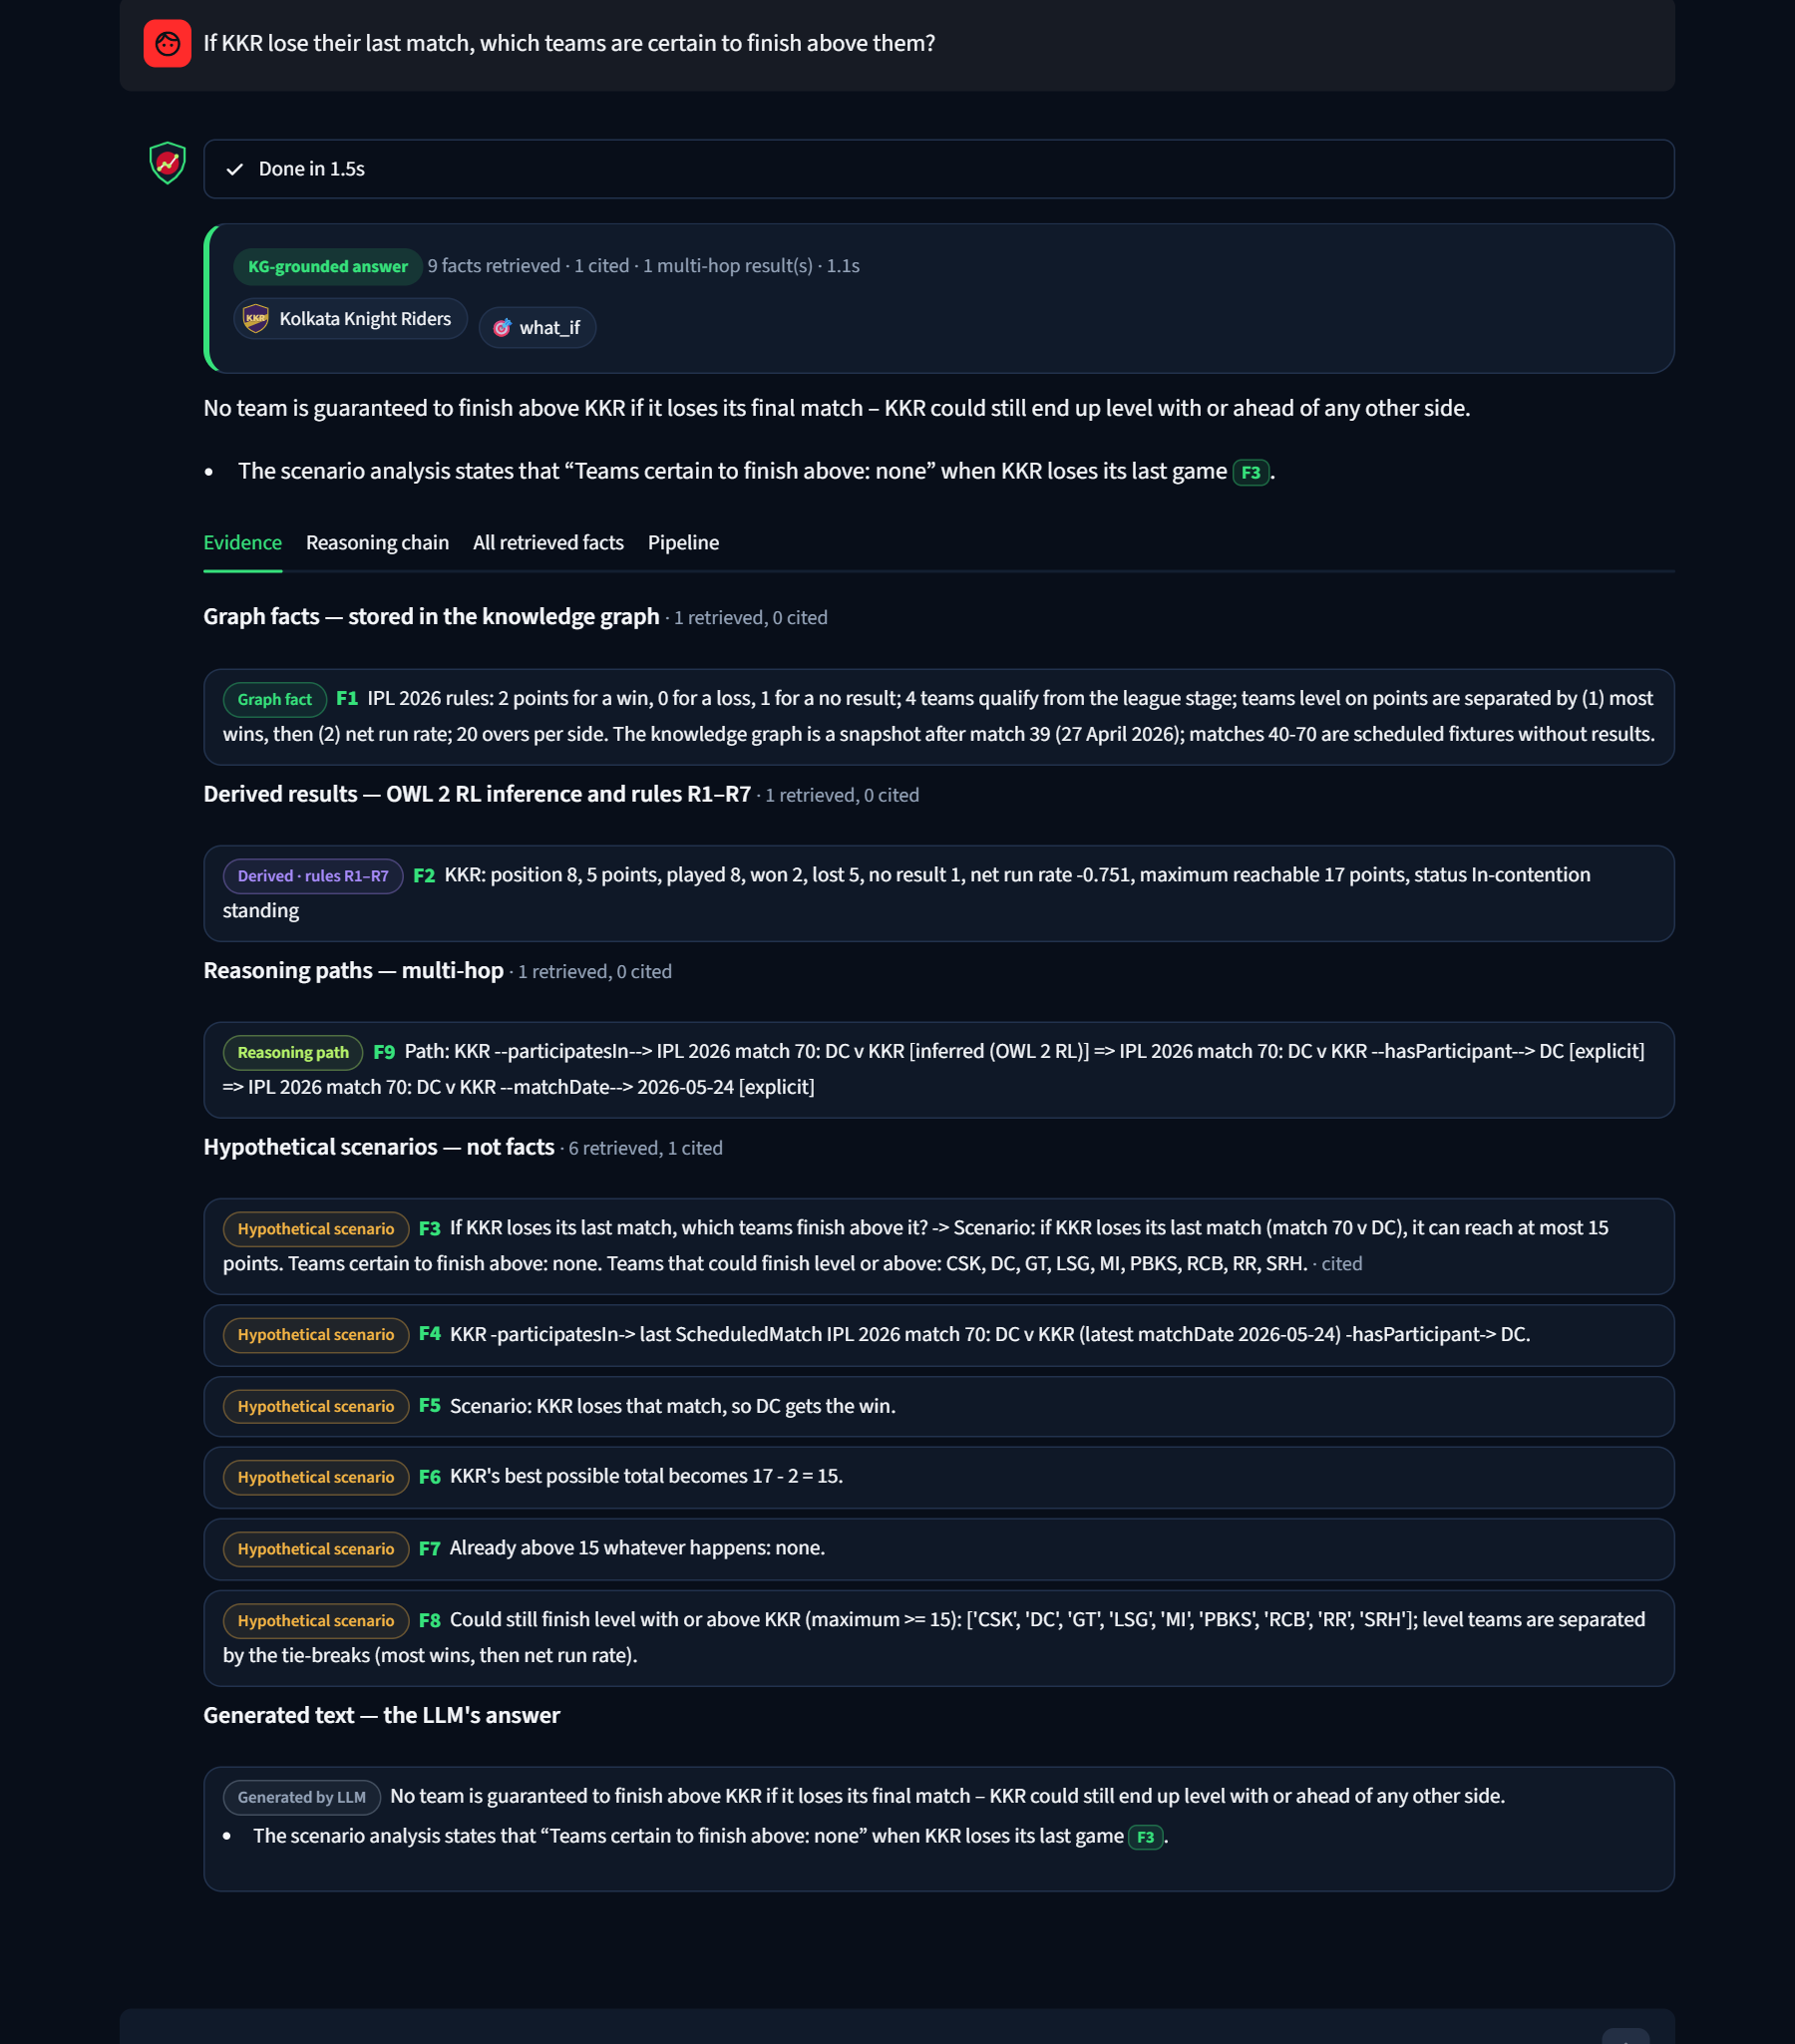 If KKR lose their last match, which teams are certain to finish above them?
Done in 1.5s
KG-grounded answer 9 facts retrieved · 1 cited · 1 multi-hop result(s) · 1.1s
KKR Kolkata Knight Riders what_if
No team is guaranteed to finish above KKR if it loses its final match – KKR could still end up level with or ahead of any other side.
• The scenario analysis states that “Teams certain to finish above: none” when KKR loses its last game F3.
Evidence Reasoning chain All retrieved facts Pipeline
Graph facts — stored in the knowledge graph · 1 retrieved, 0 cited
Graph fact F1 IPL 2026 rules: 2 points for a win, 0 for a loss, 1 for a no result; 4 teams qualify from the league stage; teams level on points are separated by (1) most
wins, then (2) net run rate; 20 overs per side. The knowledge graph is a snapshot after match 39 (27 April 2026); matches 40-70 are scheduled fixtures without results.
Derived results — OWL 2 RL inference and rules R1–R7 · 1 retrieved, 0 cited
Derived · rules R1–R7 F2 KKR: position 8, 5 points, played 8, won 2, lost 5, no result 1, net run rate -0.751, maximum reachable 17 points, status In-contention
standing
Reasoning paths — multi-hop · 1 retrieved, 0 cited
Reasoning path F9 Path: KKR --participatesIn--> IPL 2026 match 70: DC v KKR [inferred (OWL 2 RL)] => IPL 2026 match 70: DC v KKR --hasParticipant--> DC [explicit]
=> IPL 2026 match 70: DC v KKR --matchDate--> 2026-05-24 [explicit]
Hypothetical scenarios — not facts · 6 retrieved, 1 cited
Hypothetical scenario F3 If KKR loses its last match, which teams finish above it? -> Scenario: if KKR loses its last match (match 70 v DC), it can reach at most 15
points. Teams certain to finish above: none. Teams that could finish level or above: CSK, DC, GT, LSG, MI, PBKS, RCB, RR, SRH. · cited
Hypothetical scenario F4 KKR -participatesIn-> last ScheduledMatch IPL 2026 match 70: DC v KKR (latest matchDate 2026-05-24) -hasParticipant-> DC.
Hypothetical scenario F5 Scenario: KKR loses that match, so DC gets the win.
Hypothetical scenario F6 KKR's best possible total becomes 17 - 2 = 15.
Hypothetical scenario F7 Already above 15 whatever happens: none.
Hypothetical scenario F8 Could still finish level with or above KKR (maximum >= 15): ['CSK', 'DC', 'GT', 'LSG', 'MI', 'PBKS', 'RCB', 'RR', 'SRH']; level teams are separated
by the tie-breaks (most wins, then net run rate).
Generated text — the LLM's answer
Generated by LLM No team is guaranteed to finish above KKR if it loses its final match – KKR could still end up level with or ahead of any other side.
• The scenario analysis states that “Teams certain to finish above: none” when KKR loses its last game F3.